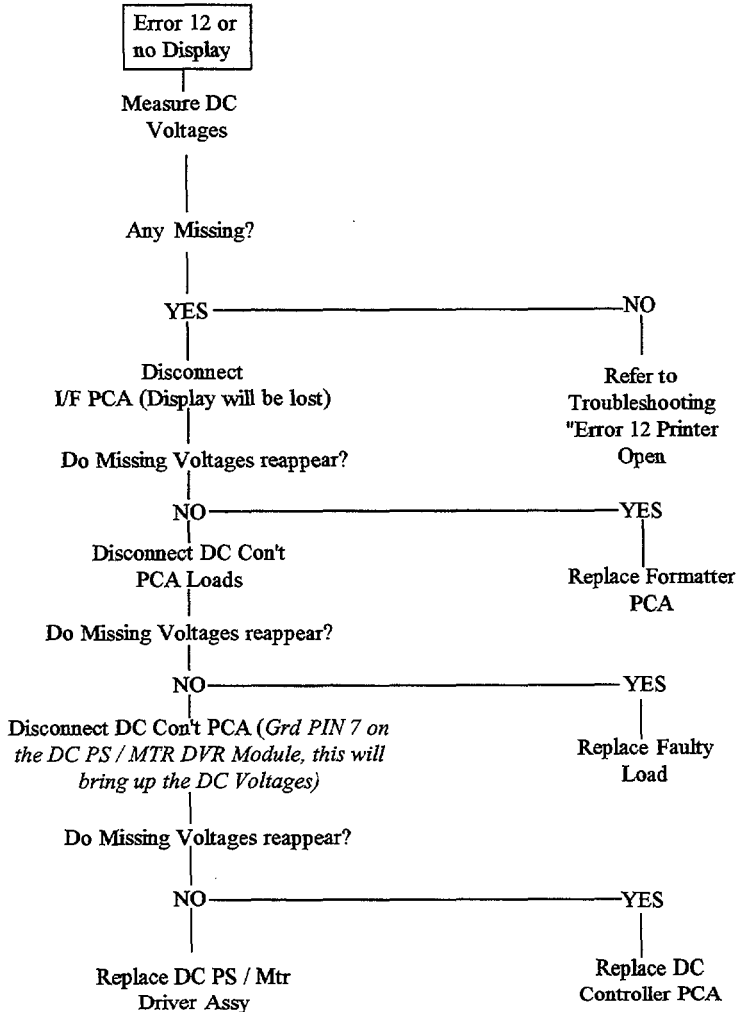 Error 12 or
no Display
Measure DC
Voltages
Any Missing?
YES
NO
Disconnect
I/F PCA (Display will be lost)
Refer to
Troubleshooting
"Error 12 Printer
Open
Do Missing Voltages reappear?
NO
YES
Disconnect DC Con't
PCA Loads
Replace Formatter
PCA
Do Missing Voltages reappear?
NO
YES
Disconnect DC Con't PCA (Grd PIN 7 on
the DC PS / MTR DVR Module, this will
bring up the DC Voltages)
Replace Faulty
Load
Do Missing Voltages reappear?
NO
YES
Replace DC PS / Mtr
Driver Assy
Replace DC
Controller PCA